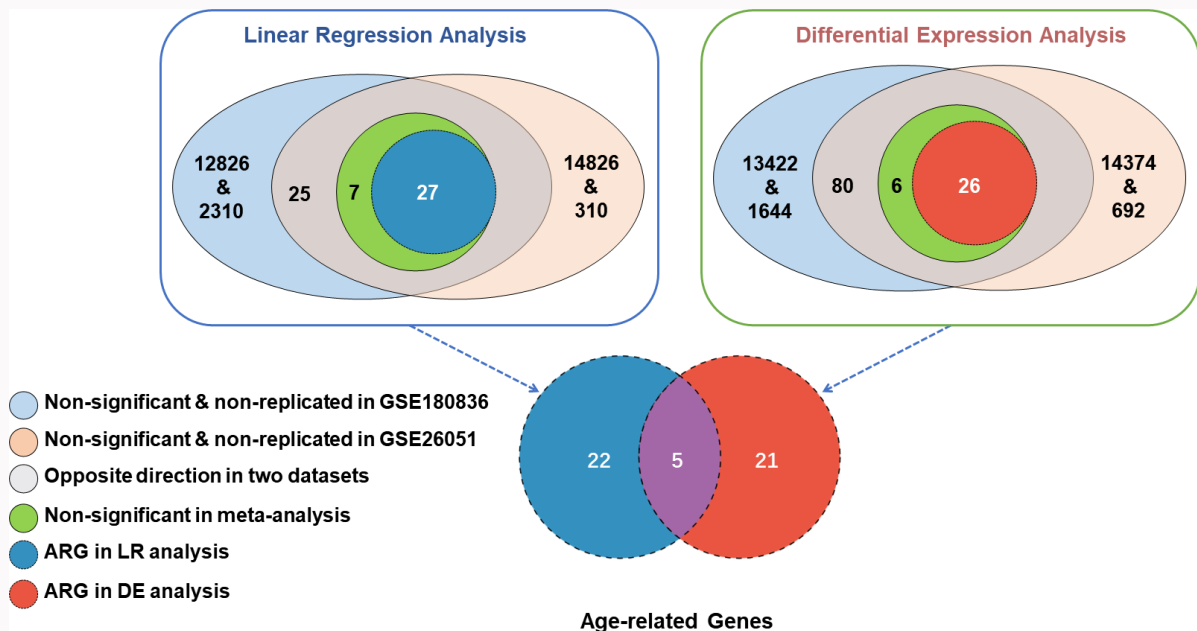 Linear Regression Analysis
12826
&
2310
25
7
27
14826
&
310
Differential Expression Analysis
13422
&
1644
80
6
26
14374
&
692
22
5
21
Non-significant & non-replicated in GSE180836
Non-significant & non-replicated in GSE26051
Opposite direction in two datasets
Non-significant in meta-analysis
ARG in LR analysis
ARG in DE analysis
Age-related Genes